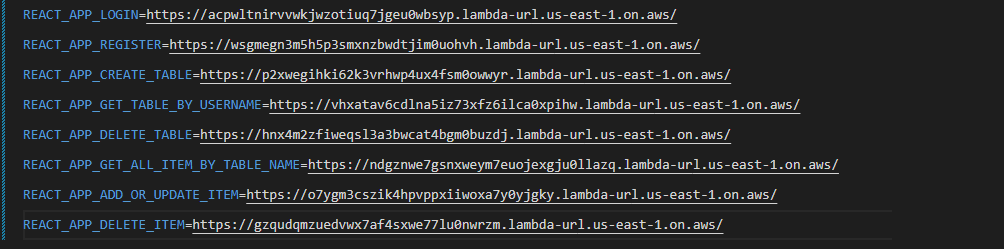 REACT_APP_LOGIN=https://acpwltnirvvwkjwzotiuq7jgeu0wbsyp.lambda-url.us-east-1.on.aws/
REACT_APP_REGISTER=https://wsgmegn3m5h5p3smxnzbwdtjim0uohvh.lambda-url.us-east-1.on.aws/
REACT_APP_CREATE_TABLE=https://p2xwegihki62k3vrhwp4ux4fsm0owwyr.lambda-url.us-east-1.on.aws/
REACT_APP_GET_TABLE_BY_USERNAME=https://vhxatav6cdlna5iz73xfz6ilca0xpihw.lambda-url.us-east-1.on.aws/
REACT_APP_DELETE_TABLE=https://hnx4m2zfiweqsl3a3bwcat4bgm0buzdj.lambda-url.us-east-1.on.aws/
REACT_APP_GET_ALL_ITEM_BY_TABLE_NAME=https://ndgznwe7gsnxweym7euojexgju0llazq.lambda-url.us-east-1.on.aws/
REACT_APP_ADD_OR_UPDATE_ITEM=https://o7ygm3cszik4hpvppxiiwoxa7y0yjgky.lambda-url.us-east-1.on.aws/
REACT_APP_DELETE_ITEM=https://gzqudqmzuedvwx7af4sxwe77lu0nwrzm.lambda-url.us-east-1.on.aws/